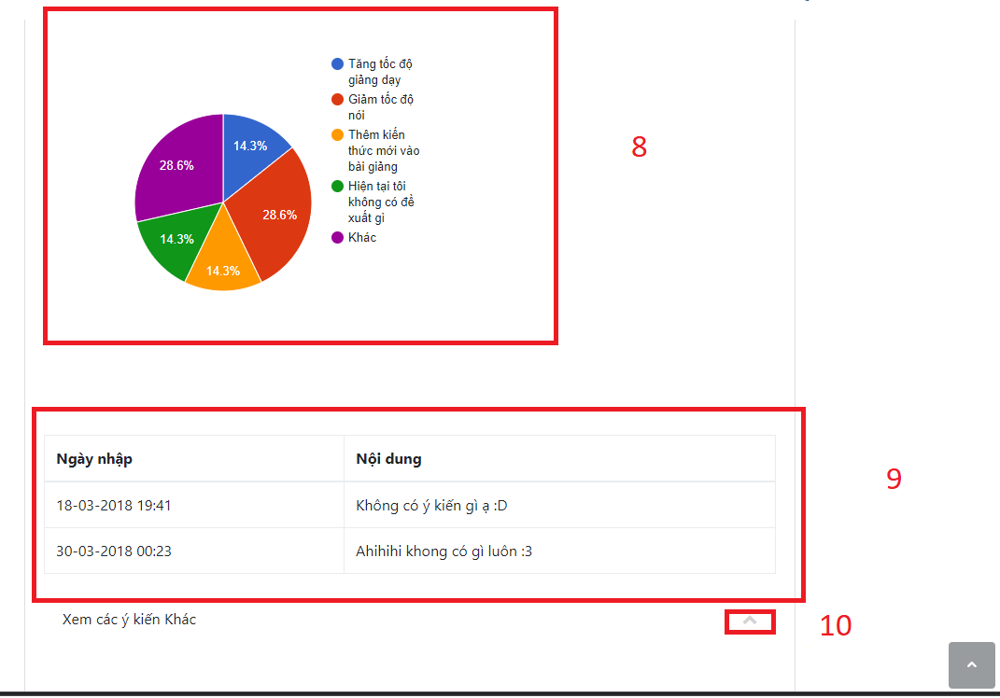 Tăng tốc độ
giảng dạy
Giảm tốc độ
nói
Thêm kiến
thức mới vào
bài giảng
Hiện tại tôi
không có đề
xuất gì
Khác
14.3%
28.6%
28.6%
14.3%
14.3%
8
Ngày nhập Nội dung
18-03-2018 19:41 Không có ý kiến gì ạ :D
30-03-2018 00:23 Ahihihi khong có gì luôn :3
9
Xem các ý kiến Khác
10